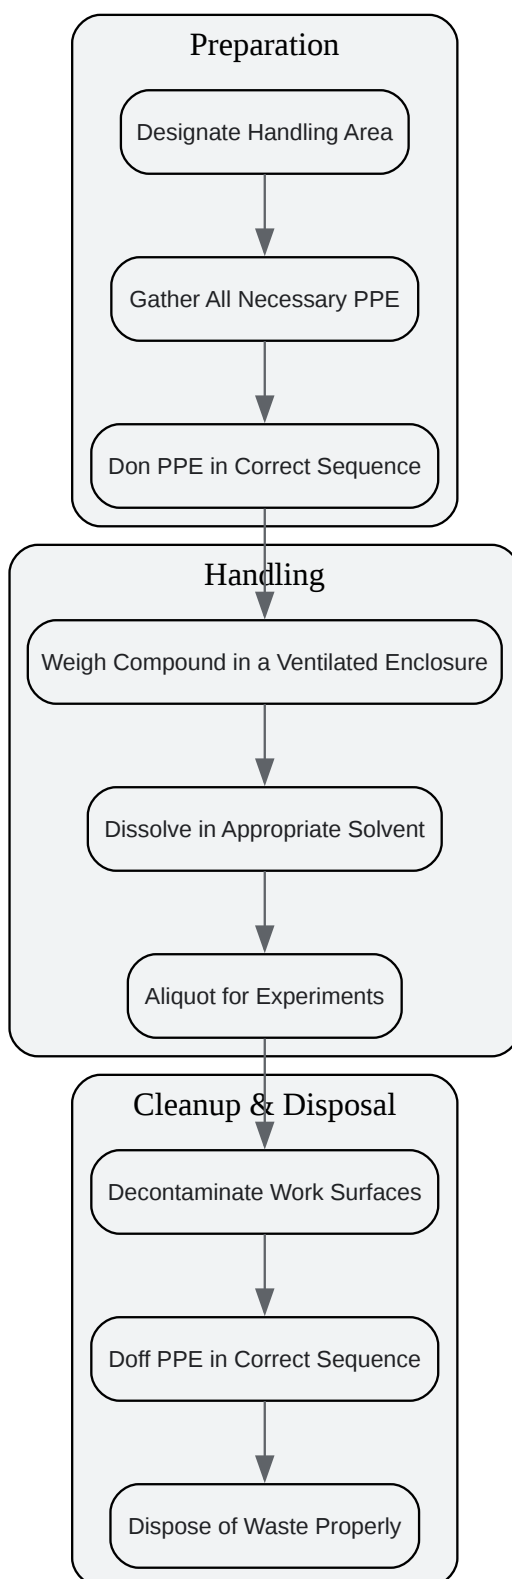 Preparation
Designate Handling Area
Gather All Necessary PPE
Don PPE in Correct Sequence
Handling
Weigh Compound in a Ventilated Enclosure
Dissolve in Appropriate Solvent
Aliquot for Experiments
Cleanup & Disposal
Decontaminate Work Surfaces
Doff PPE in Correct Sequence
Dispose of Waste Properly